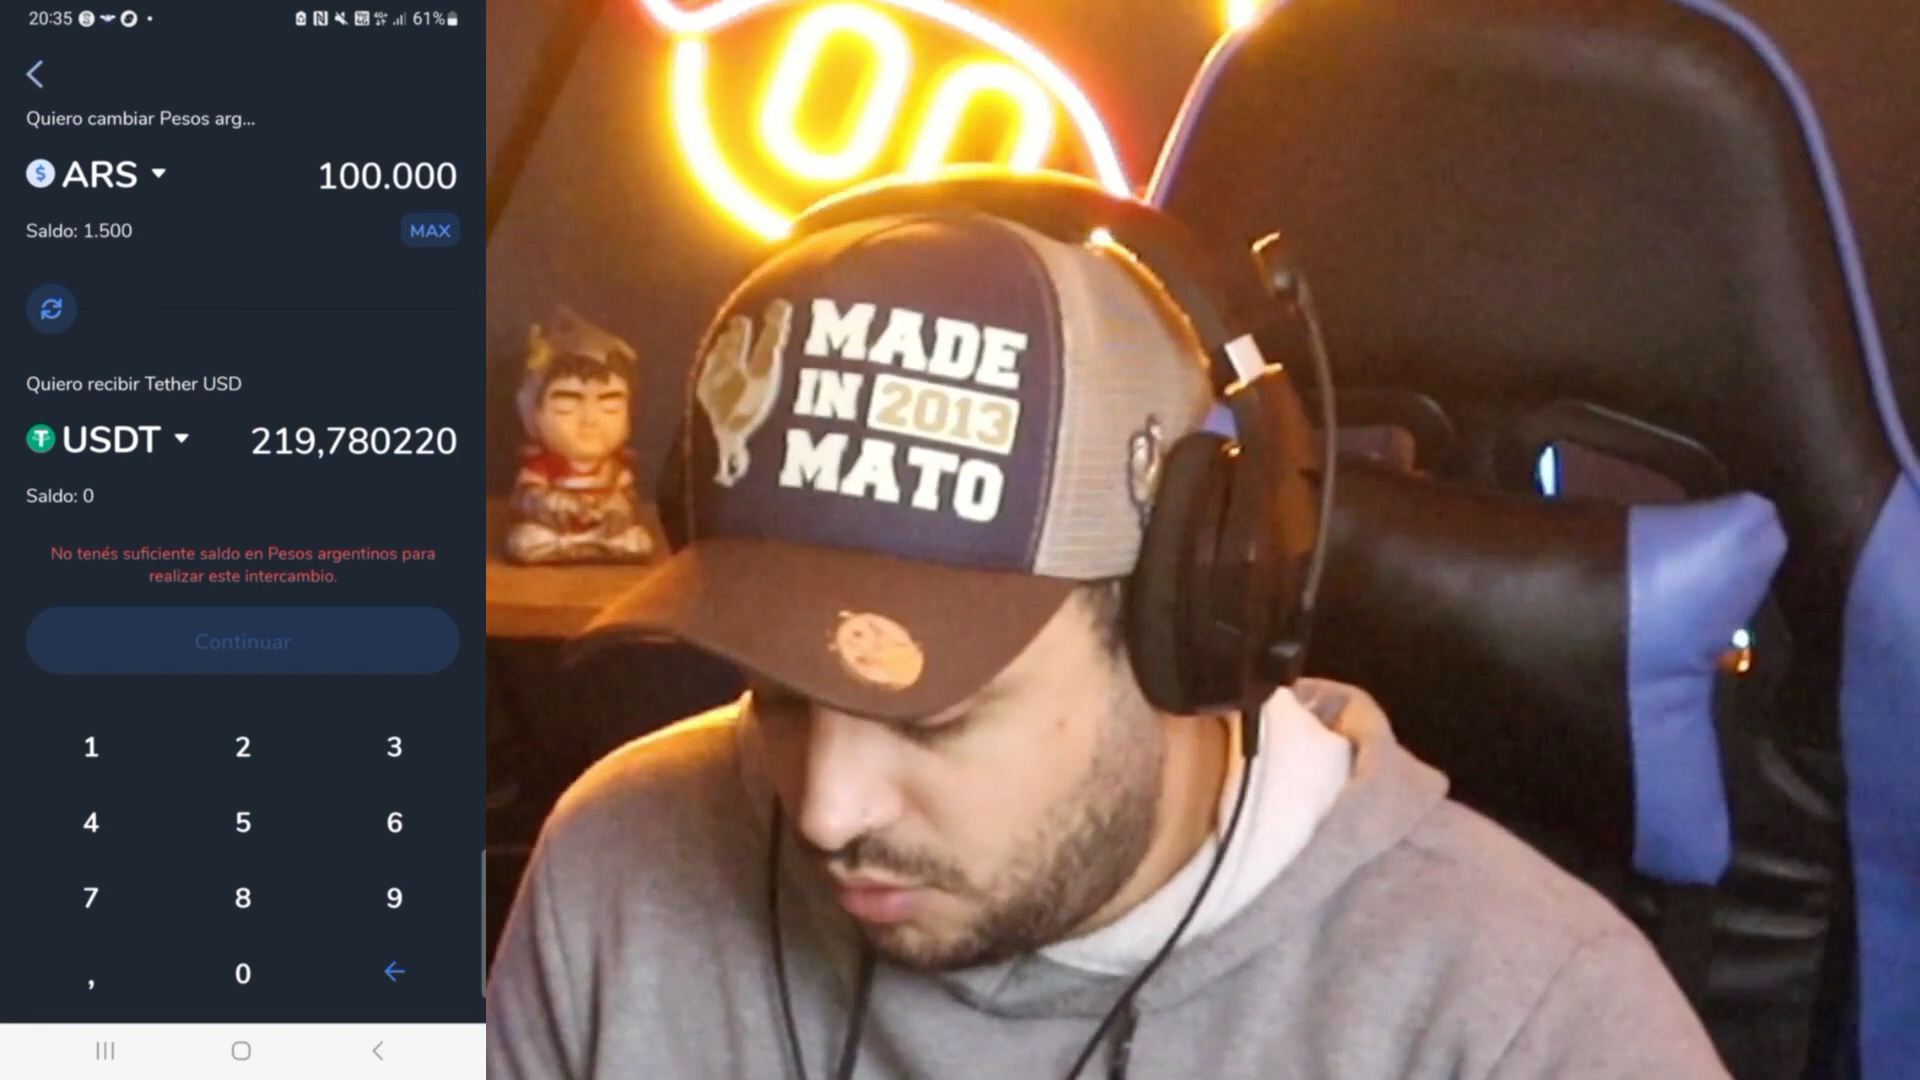 20:35
61%
Quiero cambiar Pesos arg...
ARS
100.000
Saldo: 1.500
MAX
Quiero recibir Tether USD
USDT
219,780220
Saldo: 0
No tenés suficiente saldo en Pesos argentinos para
realizar este intercambio.
Continuar
1 2 3
4 5 6
7 8 9
, 0
MADE
IN 2013
MATO